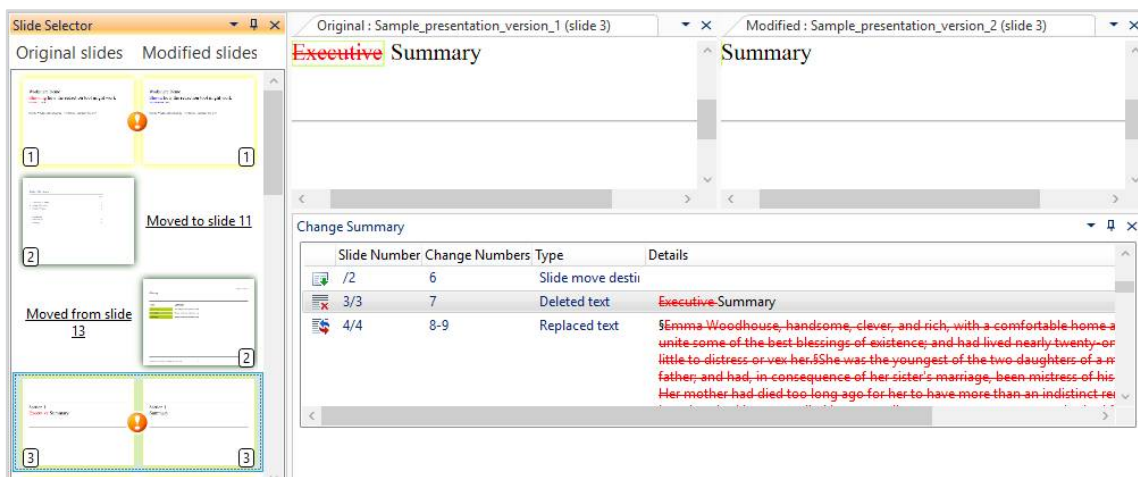 Slide Selector
Original slides Modified slides
1
1
2
Moved to slide 11
Moved from slide
13
2
Executive Summary
Summary
3
3
Original : Sample_presentation_version_1 (slide 3)
Executive Summary
Modified : Sample_presentation_version_2 (slide 3)
Summary
Change Summary
Slide Number Change Numbers Type Details
/2 6 Slide move destin
3/3 7 Deleted text Executive Summary
4/4 8-9 Replaced text §Emma Woodhouse, handsome, clever, and rich, with a comfortable home a
unite some of the best blessings of existence; and had lived nearly twenty-or
little to distress or vex her.§She was the youngest of the two daughters of a m
father; and had, in consequence of her sister's marriage, been mistress of his
Her mother had died too long ago for her to have more than an indistinct rer